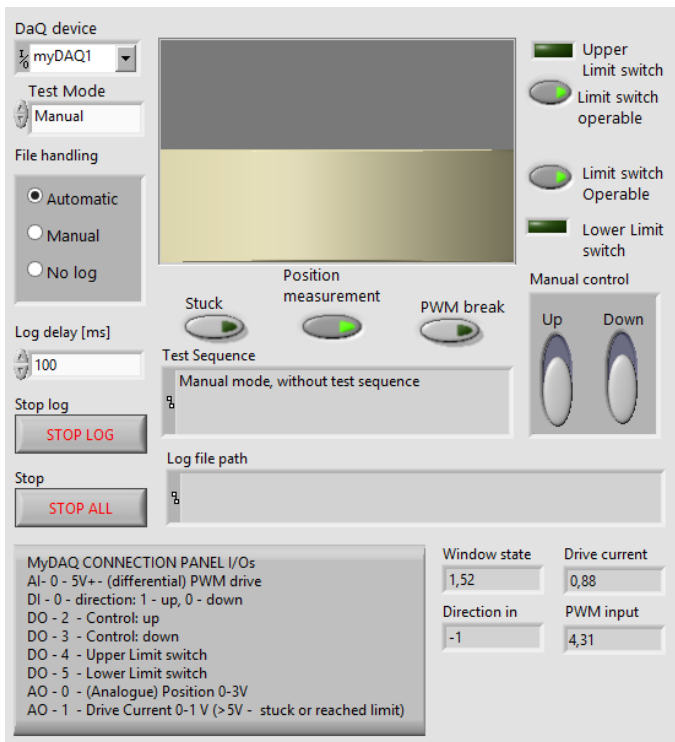 DaQ device
myDAQ1
Test Mode
Manual
File handling
Automatic
Manual
No log
Log delay [ms]
100
Stop log
STOP LOG
Stop
STOP ALL
Upper
Limit switch
Limit switch
operable
Limit switch
Operable
Lower Limit
switch
Stuck
Position
measurement
PWM break
Manual control
Up
Down
Test Sequence
Manual mode, without test sequence
Log file path
MyDAQ CONNECTION PANEL I/Os
AI- 0 - 5V+- (differential) PWM drive
DI - 0 - direction: 1 - up, 0 - down
DO - 2 - Control: up
DO - 3 - Control: down
DO - 4 - Upper Limit switch
DO - 5 - Lower Limit switch
AO - 0 - (Analogue) Position 0-3V
AO - 1 - Drive Current 0-1 V (>5V - stuck or reached limit)
Window state
1,52
Drive current
0,88
Direction in
-1
PWM input
4,31